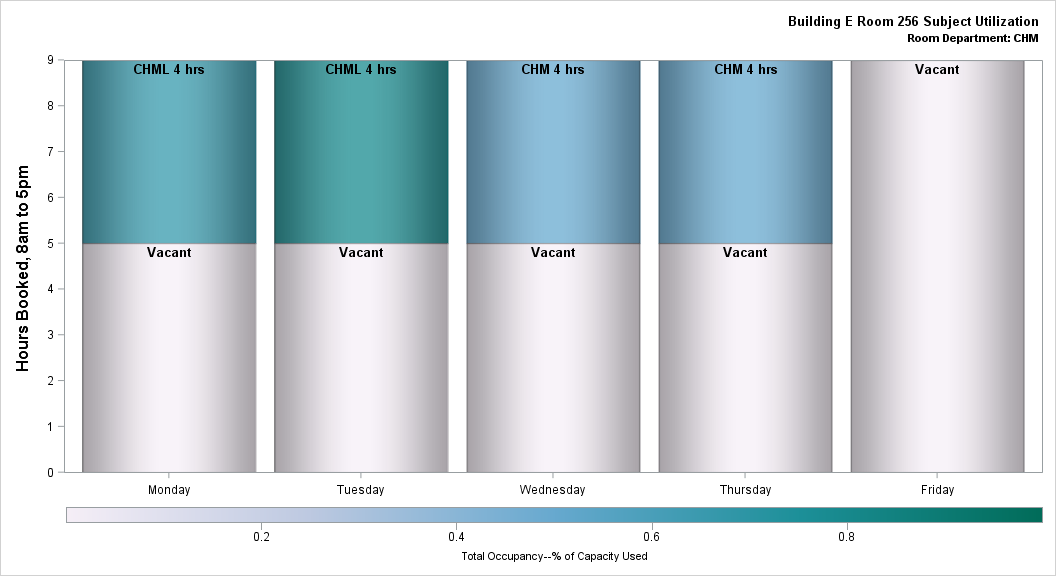 Building E Room 256 Subject Utilization
Room Department: CHM
Hours Booked, 8am to 5pm
9
8
7
6
5
4
3
2
1
0
CHML 4 hrs
CHML 4 hrs
CHM 4 hrs
CHM 4 hrs
Vacant
Vacant
Vacant
Vacant
Vacant
Monday
Tuesday
Wednesday
Thursday
Friday
0.2
0.4
0.6
0.8
Total Occupancy--% of Capacity Used